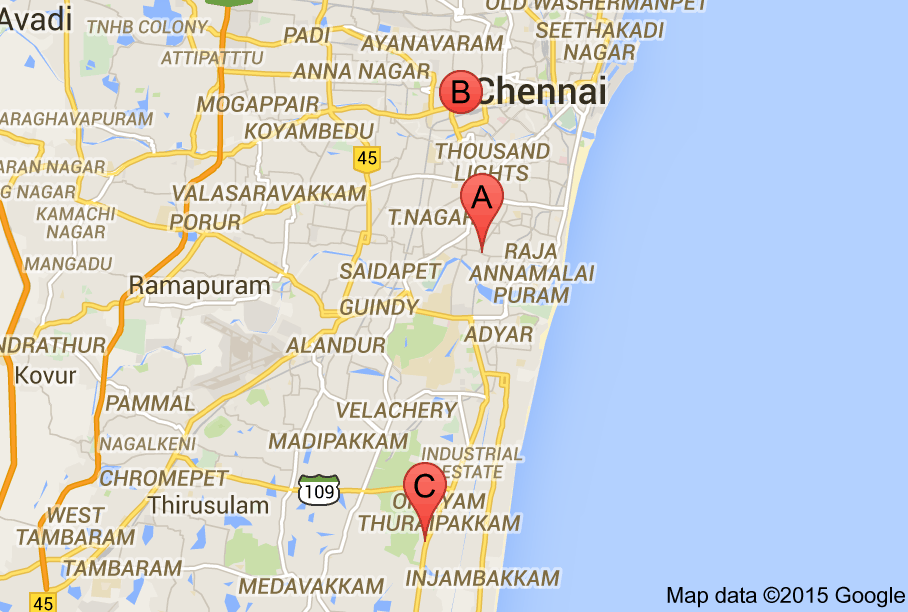 OLD WASHERMANPET
Avadi
TNHB COLONY
PADI
SEETHAKADI
NAGAR
AYANAVARAM
ATTIPATTTU
ANNA NAGAR
B
Chennai
MOGAPPAIR
ARAGHAVAPURAM
KOYAMBEDU
THOUSAND
LIGHTS
45
ARAN NAGAR
G NAGAR
VALASARAVAKKAM
A
KAMACHI
NAGAR
PORUR
T.NAGAR
RAJA
ANNAMALAI
PURAM
MANGADU
SAIDAPET
Ramapuram
GUINDY
ADYAR
NDRATHUR
ALANDUR
Kovur
PAMMAL
VELACHERY
NAGALKENI
MADIPAKKAM
INDUSTRIAL
ESTATE
CHROMEPET
109
C
Thirusulam
THURAIPAKKAM
WEST
TAMBARAM
TAMBARAM
MEDAVAKKAM
INJAMBAKKAM
45
Map data ©2015 Google